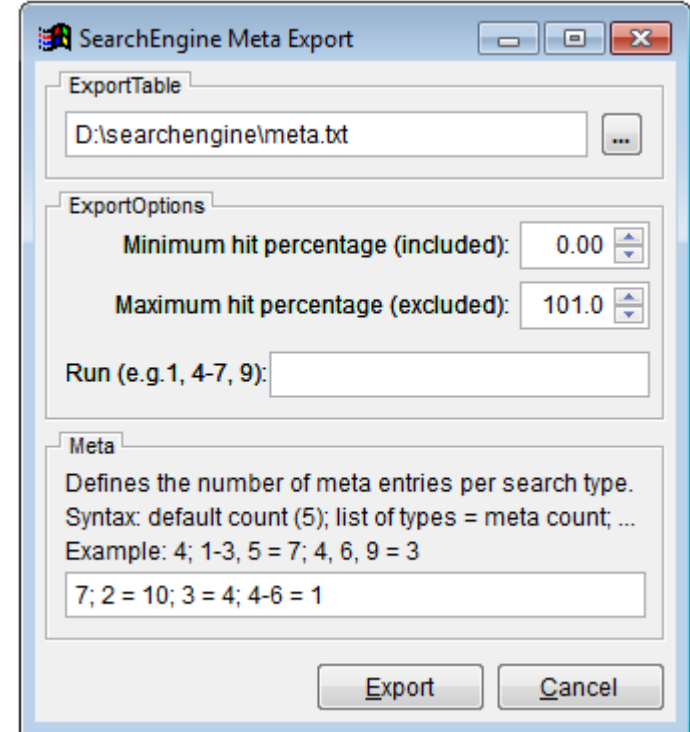 SearchEngine Meta Export
ExportTable
D:\searchengine\meta.txt
...
ExportOptions
Minimum hit percentage (included): 0.00
Maximum hit percentage (excluded): 101.0
Run (e.g.1, 4-7, 9):
Meta
Defines the number of meta entries per search type.
Syntax: default count (5); list of types = meta count; ...
Example: 4; 1-3, 5 = 7; 4, 6, 9 = 3
7; 2 = 10; 3 = 4; 4-6 = 1
Export Cancel